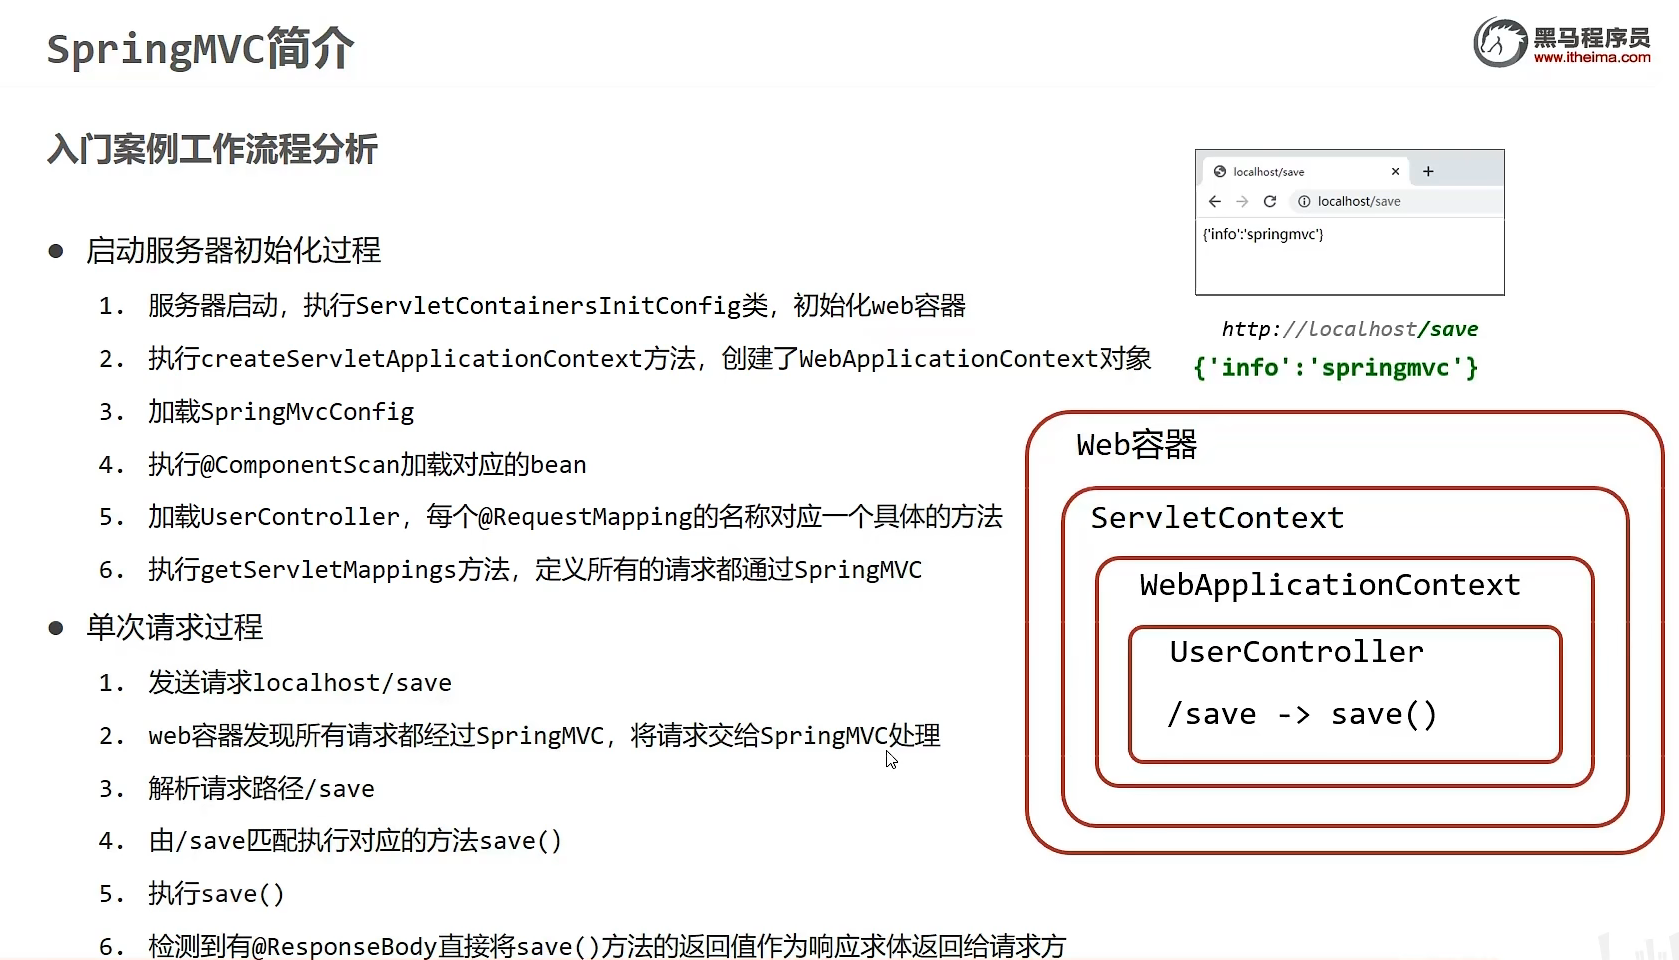 SpringMVC简介
黑马程序员
www.itheima.com
入门案例工作流程分析
● 启动服务器初始化过程
1. 服务器启动，执行ServletContainersInitConfig类，初始化web容器
2. 执行createServletApplicationContext方法，创建了WebApplicationContext对象
3. 加载SpringMvcConfig
4. 执行@ComponentScan加载对应的bean
5. 加载UserController，每个@RequestMapping的名称对应一个具体的方法
6. 执行getServletMappings方法，定义所有的请求都通过SpringMVC
● 单次请求过程
1. 发送请求localhost/save
2. web容器发现所有请求都经过SpringMVC，将请求交给SpringMVC处理
3. 解析请求路径/save
4. 由/save匹配执行对应的方法save()
5. 执行save()
6. 检测到有@ResponseBody直接将save()方法的返回值作为响应求体返回给请求方
localhost/save
localhost/save
{'info':'springmvc'}
http://localhost/save
{'info':'springmvc'}
Web容器
ServletContext
WebApplicationContext
UserController
/save -> save()